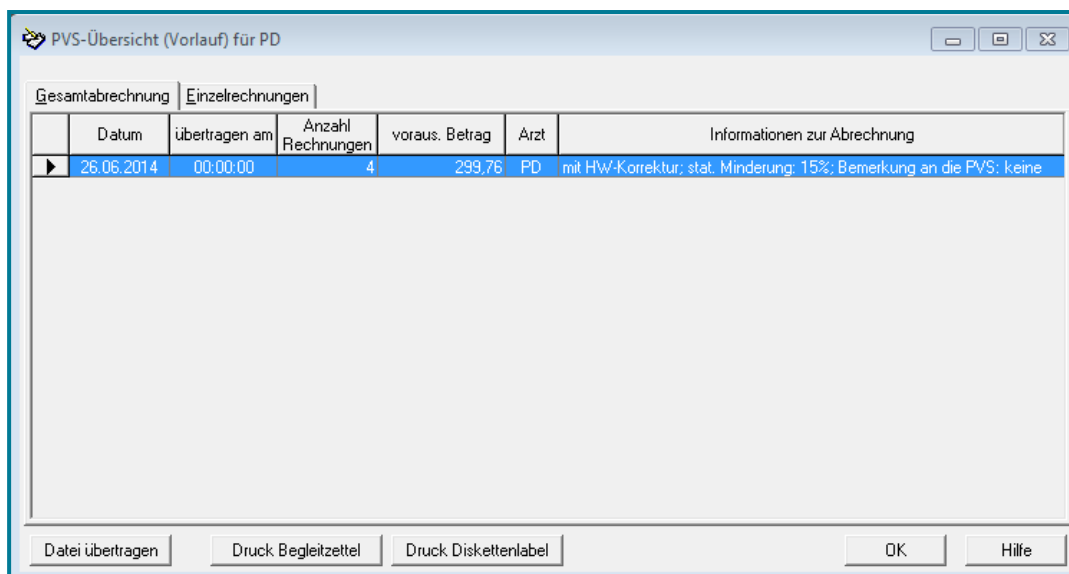 PVS-Übersicht (Vorlauf) für PD
Gesamtabrechnung Einzelrechnungen
Datum übertragen am Anzahl Rechnungen voraus. Betrag Arzt Informationen zur Abrechnung
26.06.2014 00:00:00 4 299,76 PD mit HW-Korrektur; stat. Minderung: 15%; Bemerkung an die PVS: keine
Datei übertragen Druck Begleitzettel Druck Diskettenlabel OK Hilfe